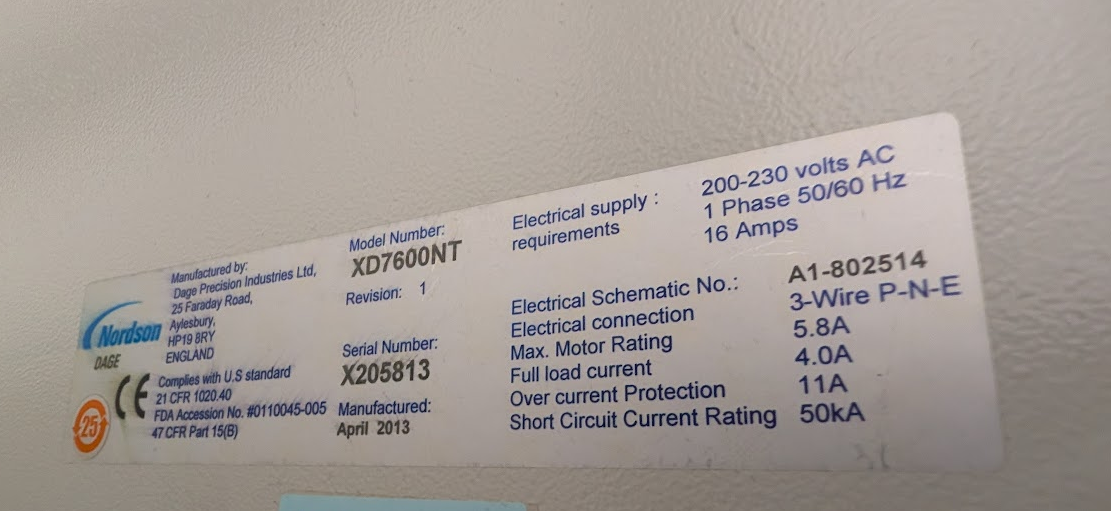 Nordson
DAGE
CE
25
Manufactured by:
Dage Precision Industries Ltd,
25 Faraday Road,
Aylesbury,
HP19 8RY
ENGLAND
Complies with U.S standard
21 CFR 1020.40
FDA Accession No. #0110045-005
47 CFR Part 15(B)
Model Number:
XD7600NT
Revision: 1
Serial Number:
X205813
Manufactured:
April 2013
Electrical supply : 200-230 volts AC
requirements 1 Phase 50/60 Hz
16 Amps
Electrical Schematic No.: A1-802514
Electrical connection 3-Wire P-N-E
Max. Motor Rating 5.8A
Full load current 4.0A
Over current Protection 11A
Short Circuit Current Rating 50kA